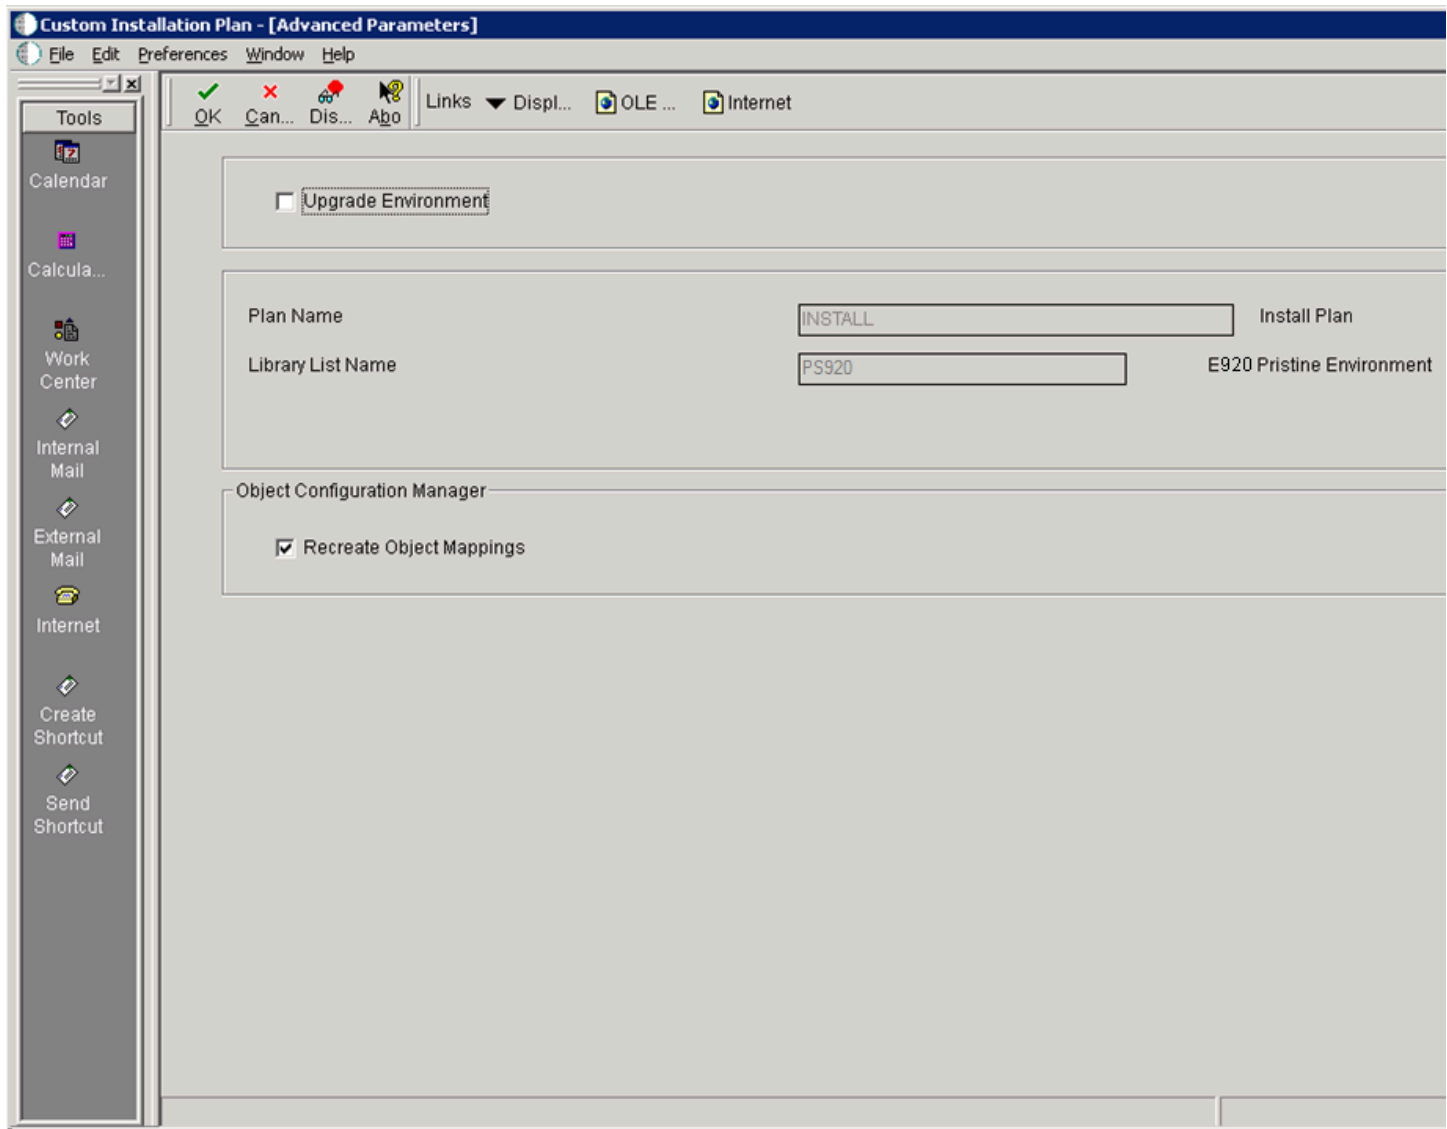 Custom Installation Plan - [Advanced Parameters]
File Edit Preferences Window Help
Tools
Calendar
Calcula...
Work
Center
Internal
Mail
External
Mail
Internet
Create
Shortcut
Send
Shortcut
OK Can... Dis... Abo Links Displ... OLE ... Internet
Upgrade Environment
Plan Name INSTALL Install Plan
Library List Name PS920 E920 Pristine Environment
Object Configuration Manager
Recreate Object Mappings